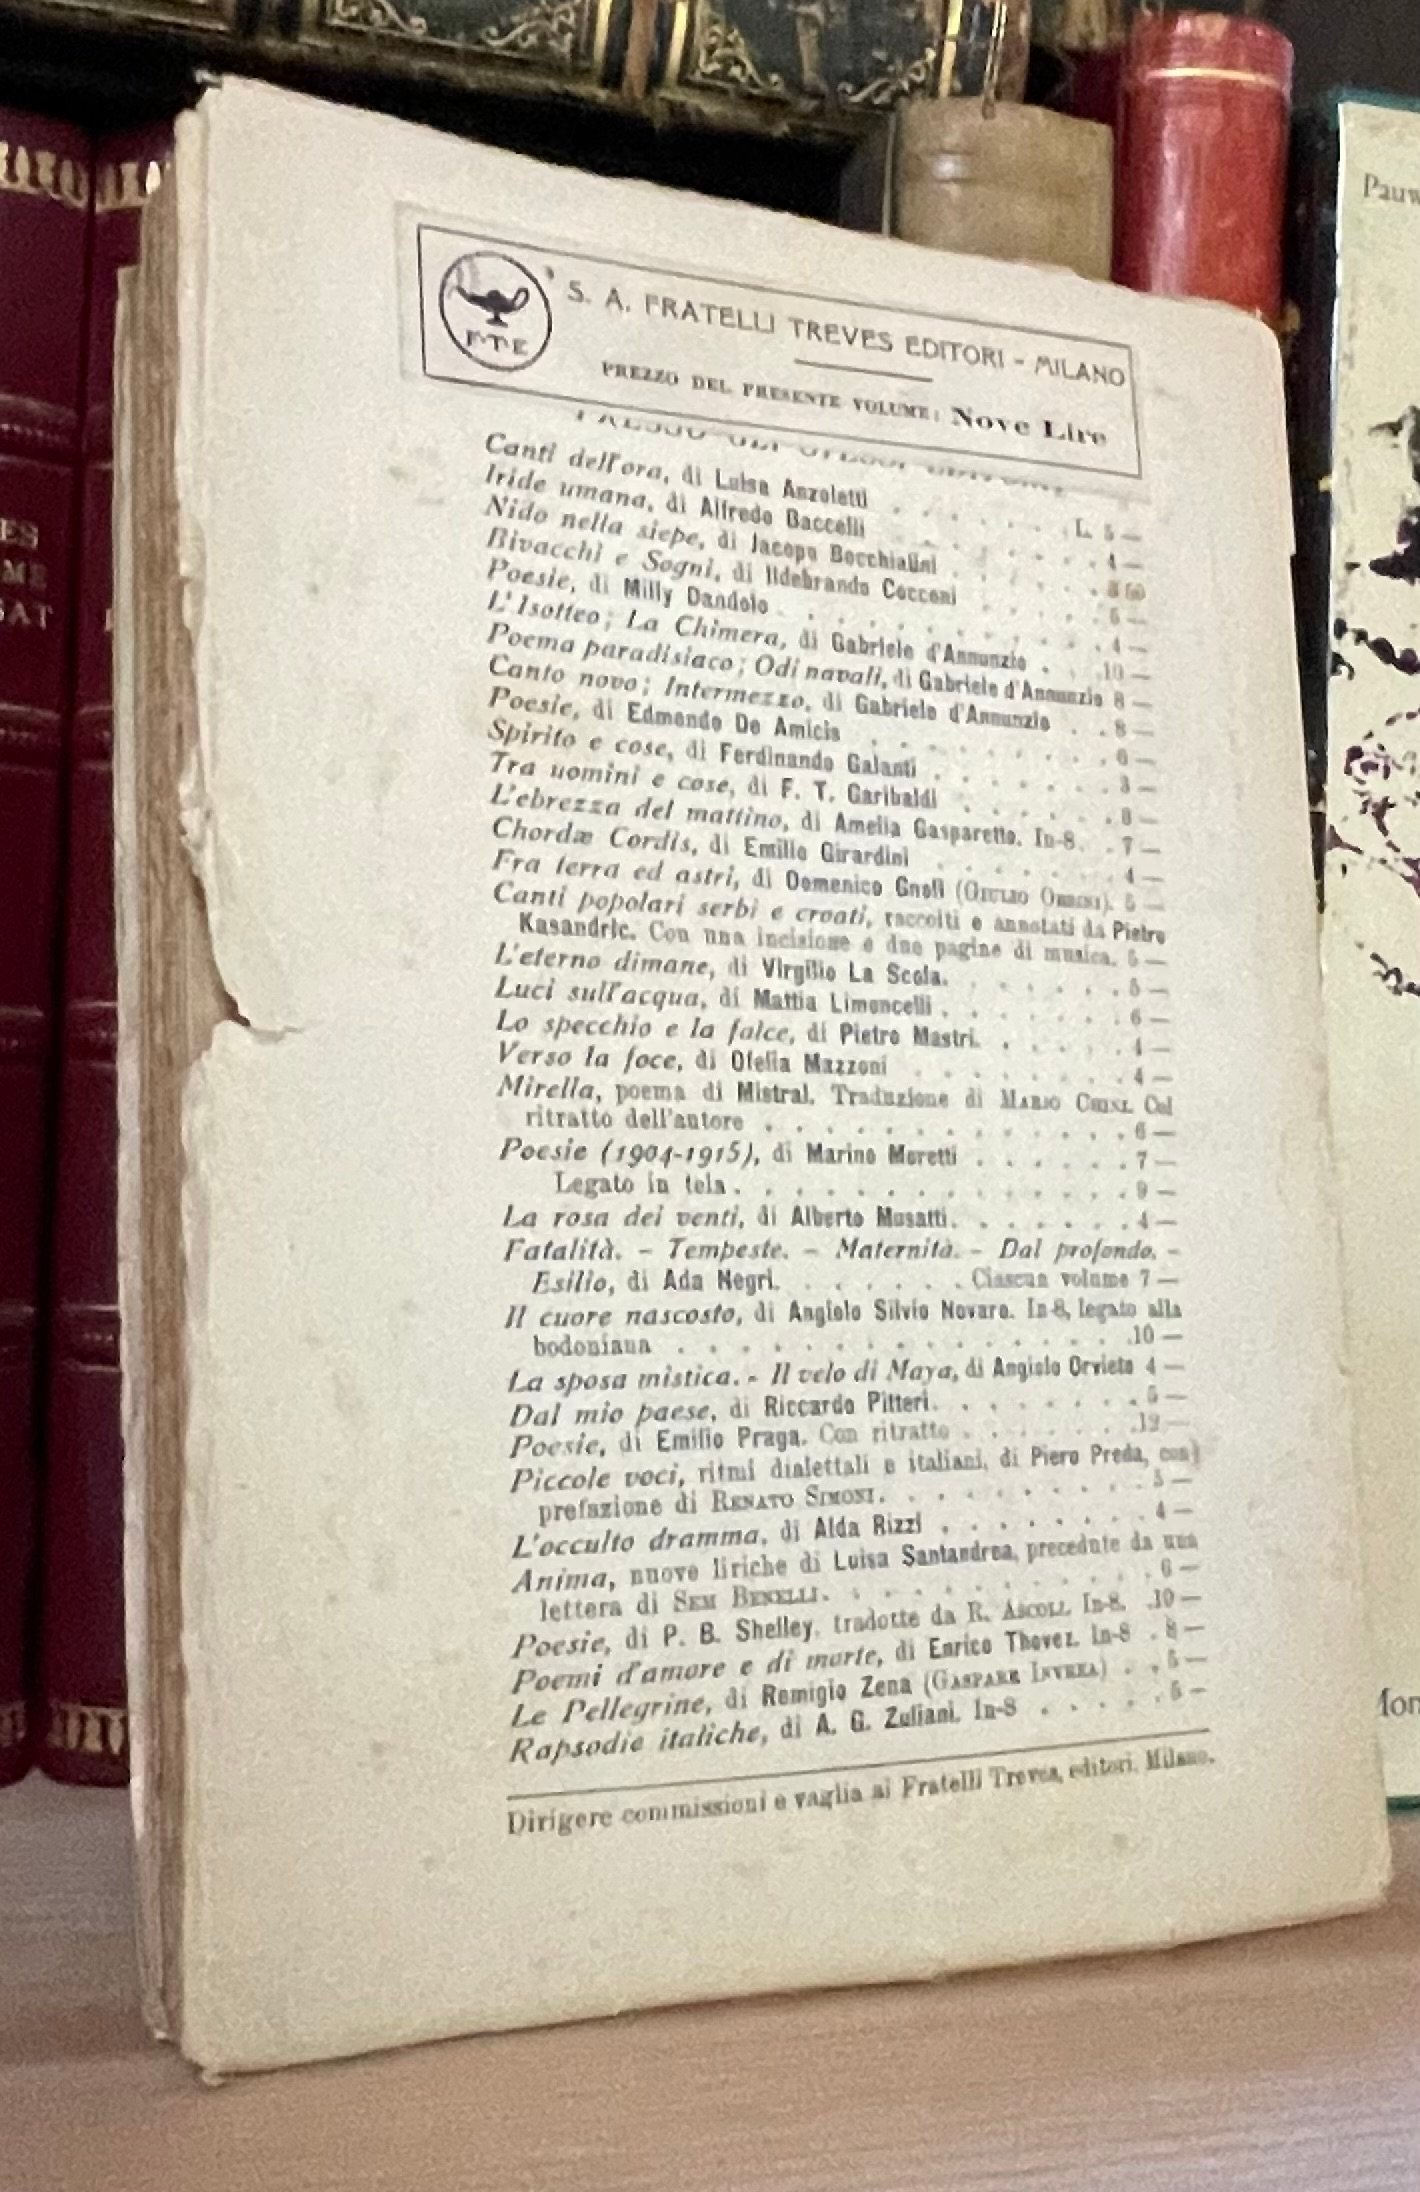 S. A. FRATELLI TREVES EDITORI - MILANO
F·T·E
PREZZO DEL PRESENTE VOLUME: Nove Lire
Canti dell'ora, di Luisa Anzoletti . . . . . . . L. 5 —
Iride umana, di Alfredo Baccelli . . . . . . . 4 —
Nido nella siepe, di Jacopo Bocchialini . . . . . .
Bivacchi e Sogni, di Ildebrando Cocconi . . . . . 5 —
Poesie, di Milly Dandolo . . . . . . . . . . 4 —
L'Isotteo; La Chimera, di Gabriele d'Annunzio . . .10 —
Poema paradisiaco; Odi navali, di Gabriele d'Annunzio 8 —
Canto novo; Intermezzo, di Gabriele d'Annunzio . . 8 —
Poesie, di Edmondo De Amicis . . . . . . . . 6 —
Spirito e cose, di Ferdinando Galanti . . . . . . 3 —
Tra uomini e cose, di F. T. Garibaldi . . . . . . 8 —
L'ebrezza del mattino, di Amelia Gasparetto. In-8. . 7 —
Chordæ Cordis, di Emilio Girardini . . . . . . 4 —
Fra terra ed astri, di Domenico Gnoli (GIULIO ORSINI). 5 —
Canti popolari serbi e croati, raccolti e annotati da Pietro
Kasandric. Con una incisione e due pagine di musica. 5 —
L'eterno dimane, di Virgilio La Scola. . . . . . . 5 —
Luci sull'acqua, di Mattia Limoncelli . . . . . . 6 —
Lo specchio e la falce, di Pietro Mastri. . . . . . 4 —
Verso la foce, di Ofelia Mazzoni . . . . . . . 4 —
Mirella, poema di Mistral. Traduzione di MARIO CHINI. Col
ritratto dell'autore . . . . . . . . . . . . 6 —
Poesie (1904-1915), di Marino Moretti . . . . . . 7 —
Legato in tela . . . . . . . . . . . . . 9 —
La rosa dei venti, di Alberto Musatti. . . . . . . 4 —
Fatalità. - Tempeste. - Maternità. - Dal profondo. -
Esilio, di Ada Negri. . . . . . . Ciascun volume 7 —
Il cuore nascosto, di Angiolo Silvio Novaro. In-8, legato alla
bodoniana . . . . . . . . . . . . . .10 —
La sposa mistica. - Il velo di Maya, di Angiolo Orvieto 4 —
Dal mio paese, di Riccardo Pitteri. . . . . . . . 5 —
Poesie, di Emilio Praga. Con ritratto . . . . . .12 —
Piccole voci, ritmi dialettali e italiani, di Piero Preda, con
prefazione di RENATO SIMONI. . . . . . . . . 5 —
L'occulto dramma, di Alda Rizzi . . . . . . . . 4 —
Anima, nuove liriche di Luisa Santandrea, precedute da una
lettera di SEM BENELLI. . . . . . . . . . . 6 —
Poesie, di P. B. Shelley, tradotte da R. ASCOLI. In-8. .10 —
Poemi d'amore e di morte, di Enrico Thovez. In-8 . 8 —
Le Pellegrine, di Remigio Zena (GASPARE INVREA) . . 5 —
Rapsodie italiche, di A. G. Zuliani. In-8 . . . . . 5 —
Dirigere commissioni e vaglia ai Fratelli Treves, editori, Milano.